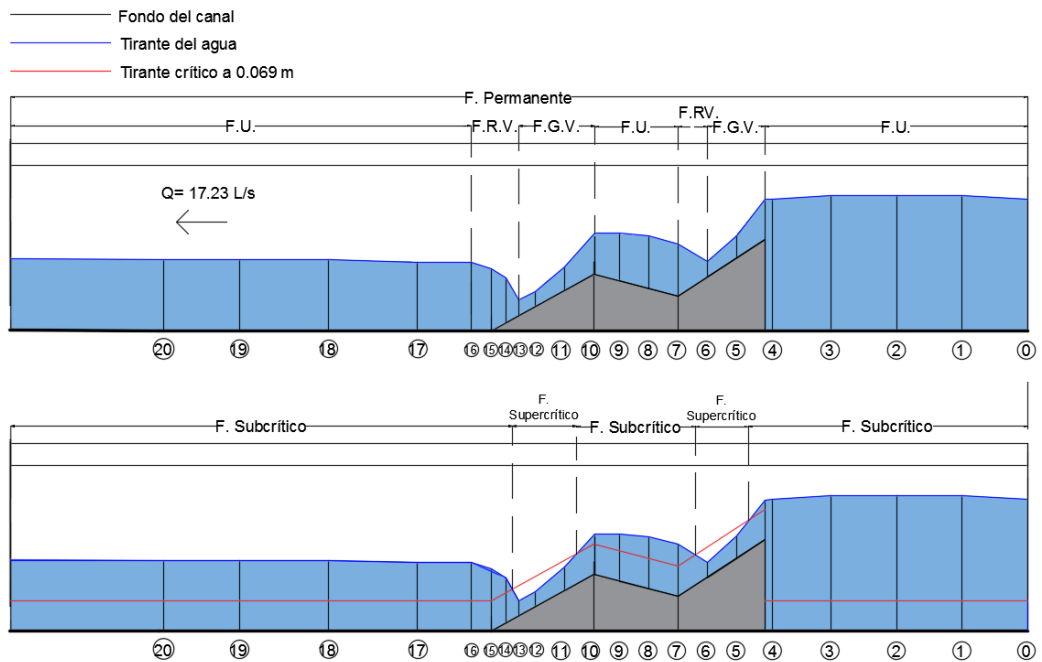 Fondo del canal
Tirante del agua
Tirante crítico a 0.069 m
F. Permanente
F.U. F.R.V. F.G.V. F.U. F.RV. F.G.V. F.U.
Q= 17.23 L/s
20 19 18 17 16 15 14 13 12 11 10 9 8 7 6 5 4 3 2 1 0
F. Subcrítico F. Supercrítico F. Subcrítico F. Supercrítico F. Subcrítico
20 19 18 17 16 15 14 13 12 11 10 9 8 7 6 5 4 3 2 1 0